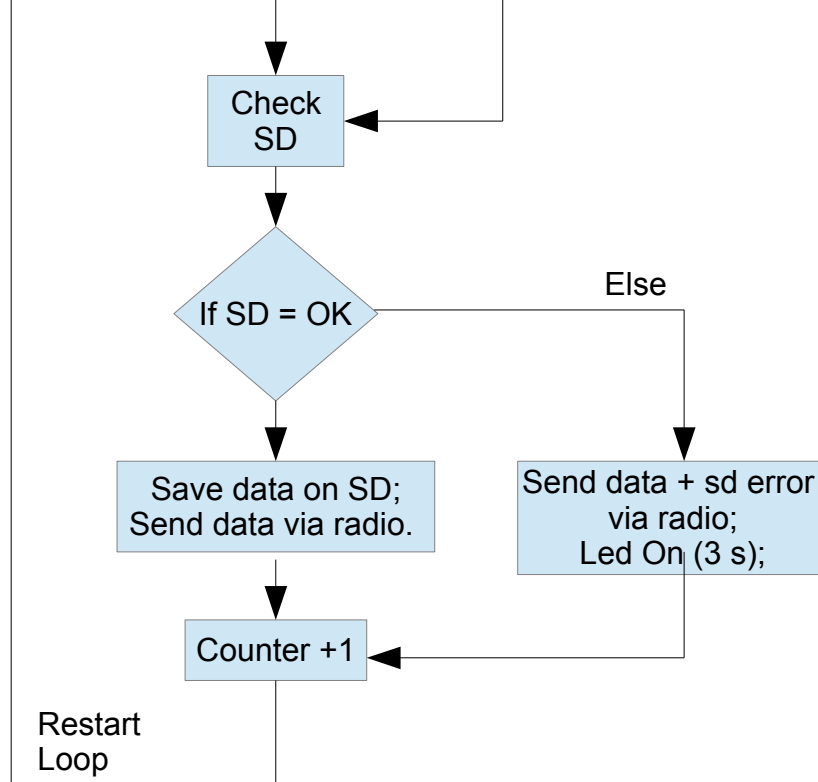 Check
SD
If SD = OK
Else
Save data on SD;
Send data via radio.
Send data + sd error
via radio;
Led On (3 s);
Counter +1
Restart
Loop